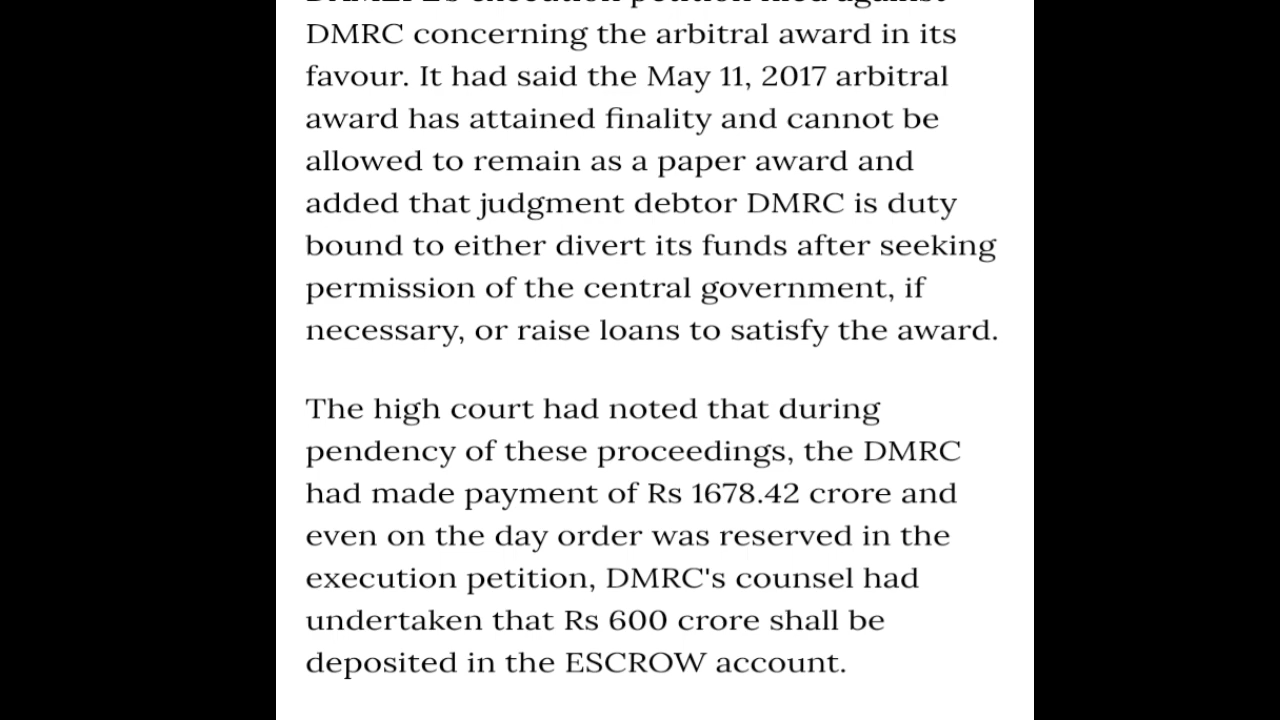 DMRC concerning the arbitral award in its
favour. It had said the May 11, 2017 arbitral
award has attained finality and cannot be
allowed to remain as a paper award and
added that judgment debtor DMRC is duty
bound to either divert its funds after seeking
permission of the central government, if
necessary, or raise loans to satisfy the award.
The high court had noted that during
pendency of these proceedings, the DMRC
had made payment of Rs 1678.42 crore and
even on the day order was reserved in the
execution petition, DMRC's counsel had
undertaken that Rs 600 crore shall be
deposited in the ESCROW account.